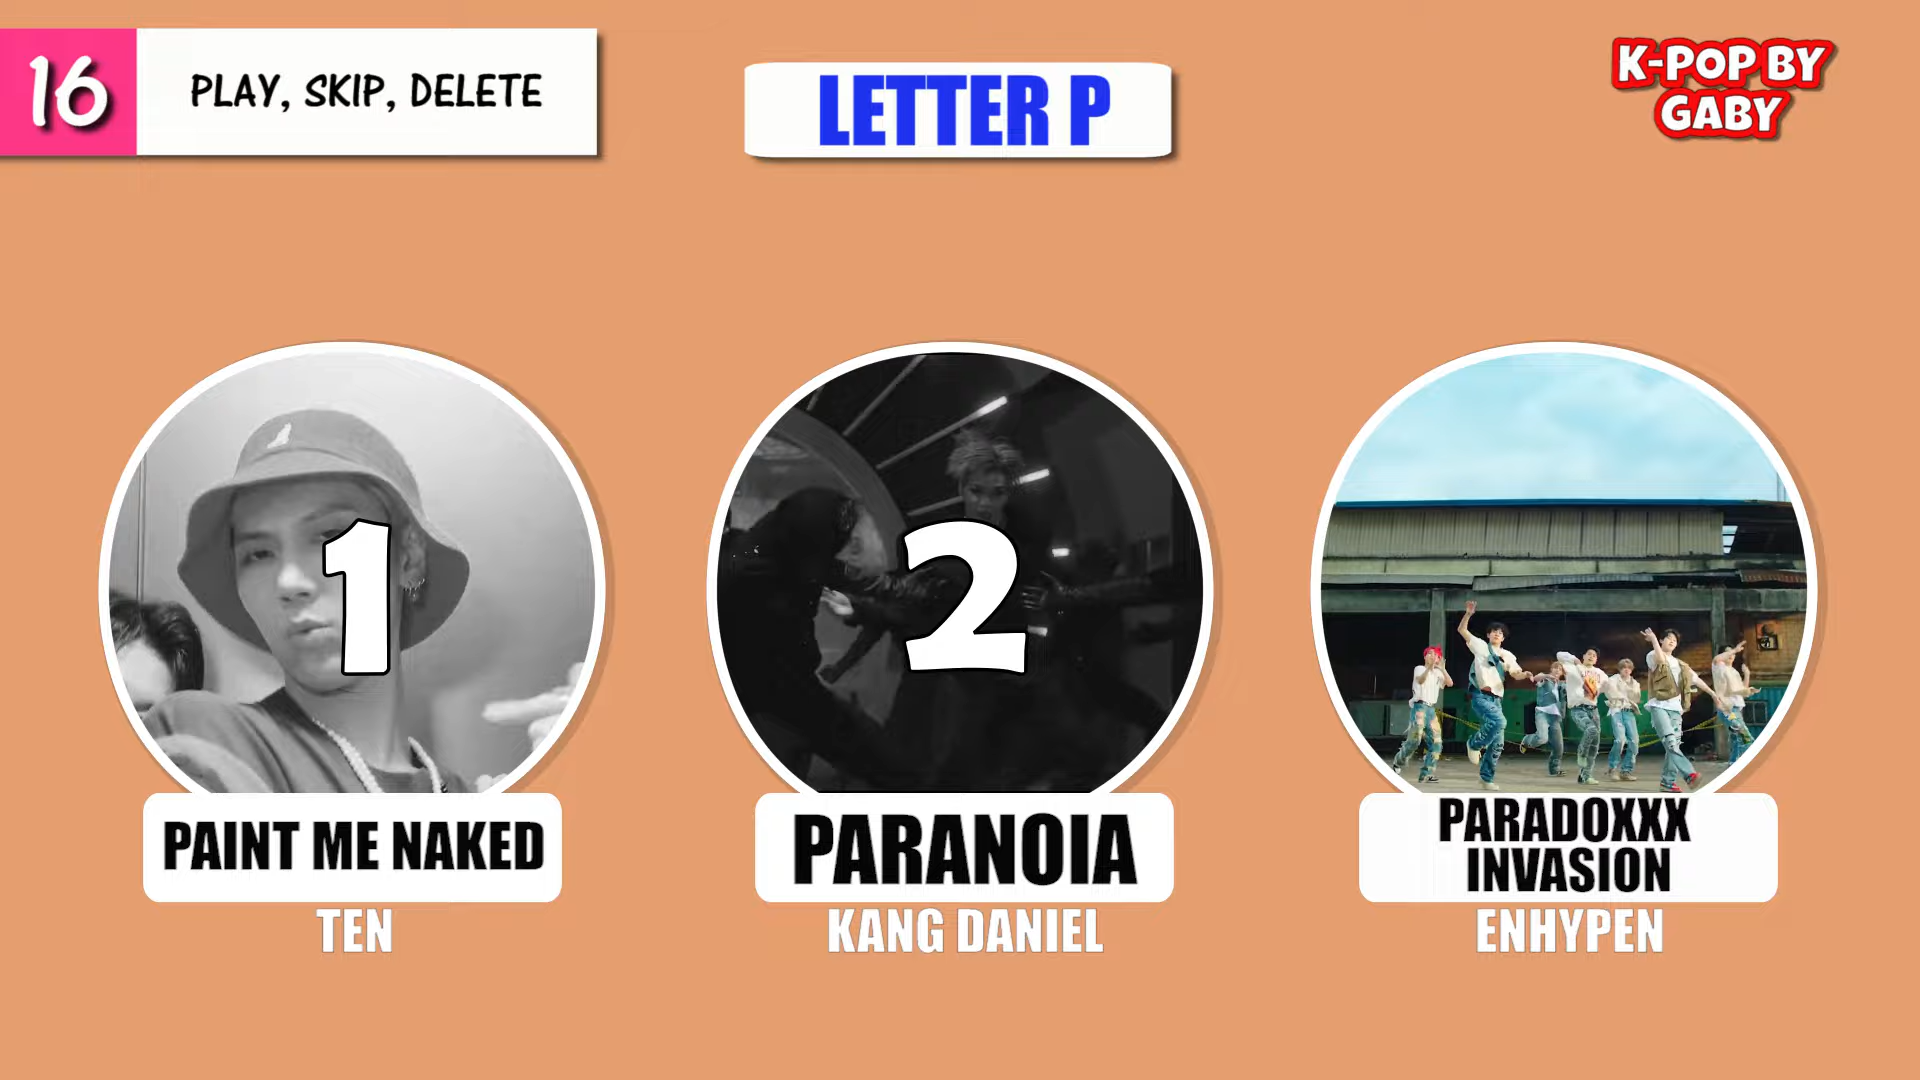 16
PLAY, SKIP, DELETE
LETTER P
K-POP BY
GABY
1
2
PAINT ME NAKED
TEN
PARANOIA
KANG DANIEL
PARADOXXX
INVASION
ENHYPEN